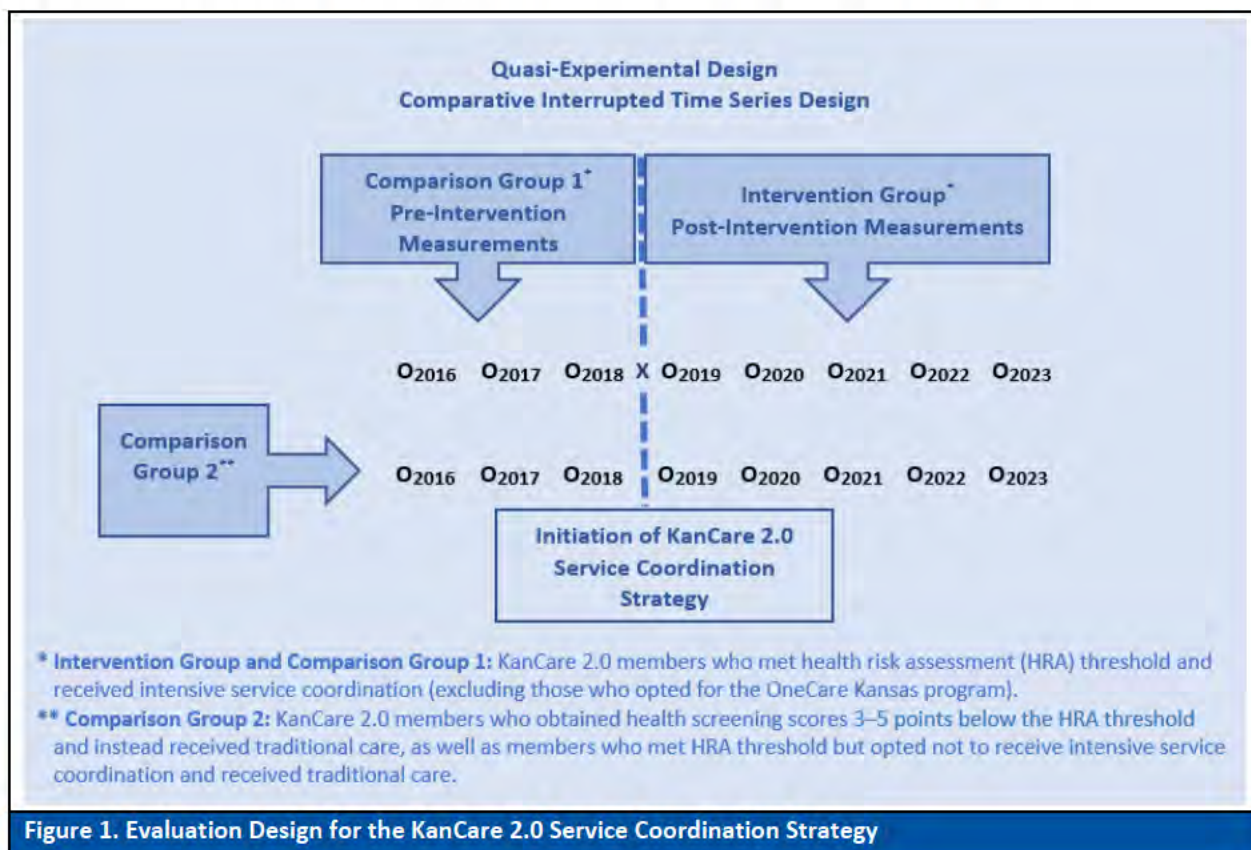 Quasi-Experimental Design
Comparative Interrupted Time Series Design
Comparison Group 1*
Pre-Intervention
Measurements
Intervention Group*
Post-Intervention Measurements
O2016 O2017 O2018 X O2019 O2020 O2021 O2022 O2023
Comparison
Group 2**
O2016 O2017 O2018 O2019 O2020 O2021 O2022 O2023
Initiation of KanCare 2.0
Service Coordination
Strategy
* Intervention Group and Comparison Group 1: KanCare 2.0 members who met health risk assessment (HRA) threshold and
received intensive service coordination (excluding those who opted for the OneCare Kansas program).
** Comparison Group 2: KanCare 2.0 members who obtained health screening scores 3–5 points below the HRA threshold
and instead received traditional care, as well as members who met HRA threshold but opted not to receive intensive service
coordination and received traditional care.
Figure 1. Evaluation Design for the KanCare 2.0 Service Coordination Strategy